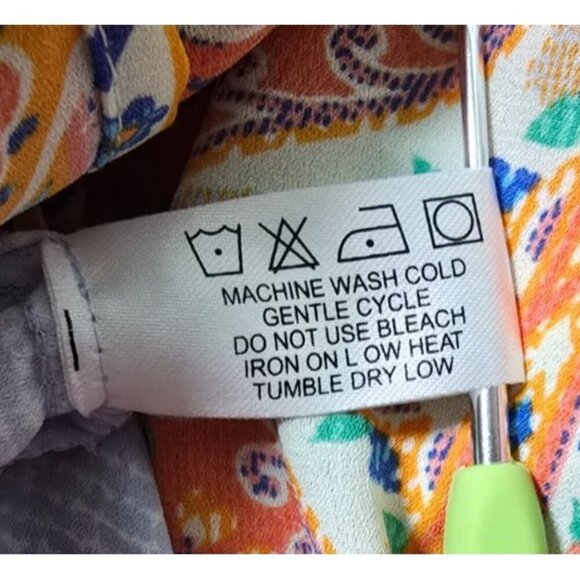 MACHINE WASH COLD
GENTLE CYCLE
DO NOT USE BLEACH
IRON ON L OW HEAT
TUMBLE DRY LOW